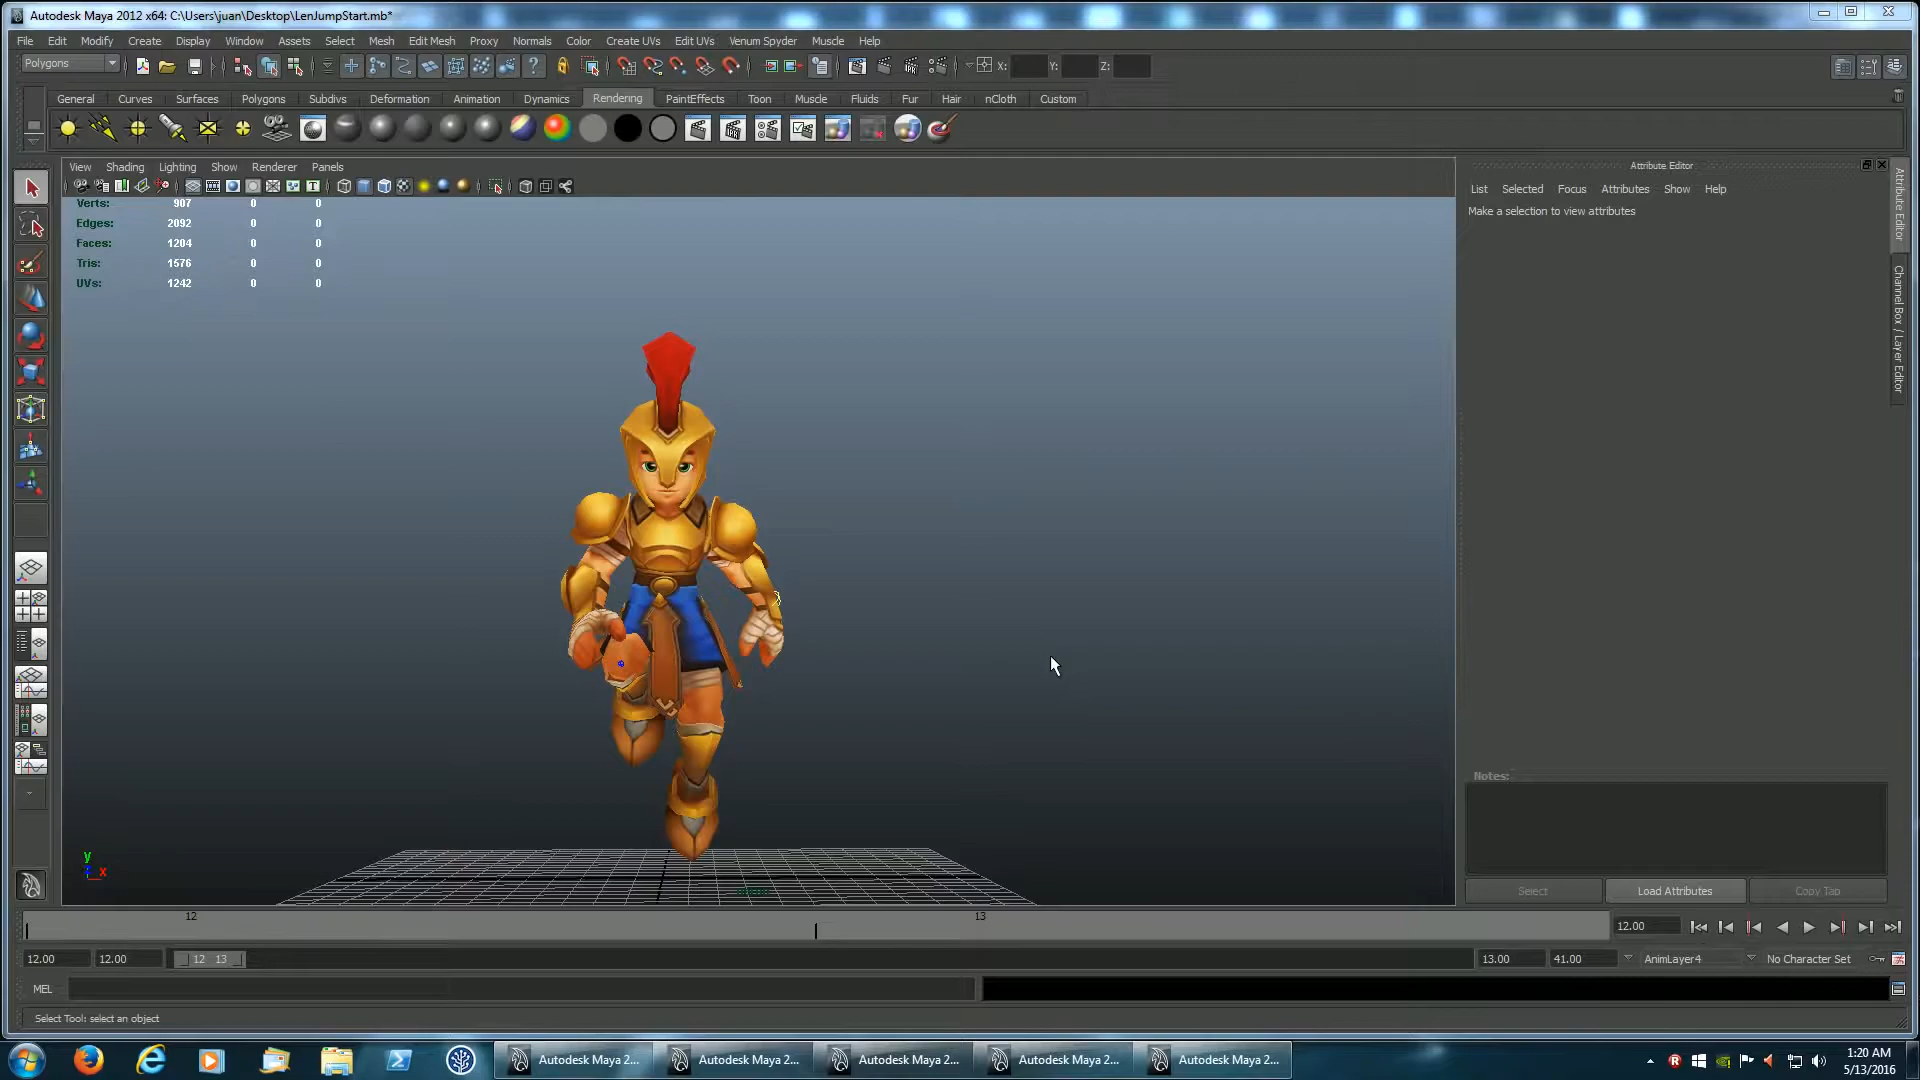 Autodesk Maya 2012 x64: C:\Users\juan\Desktop\LenJumpStart.mb*
File Edit Modify Create Display Window Assets Select Mesh Edit Mesh Proxy Normals Color Create UVs Edit UVs Venum Spyder Muscle Help
Polygons X: Y: Z:
General Curves Surfaces Polygons Subdivs Deformation Animation Dynamics Rendering PaintEffects Toon Muscle Fluids Fur Hair nCloth Custom
View Shading Lighting Show Renderer Panels
Attribute Editor
List Selected Focus Attributes Show Help
Make a selection to view attributes
Attribute Editor
Channel Box / Layer Editor
Verts: 907 0 0
Edges: 2092 0 0
Faces: 1204 0 0
Tris: 1576 0 0
UVs: 1242 0 0
Notes:
y
x
Select Load Attributes Copy Tab
12 13 12.00
12.00 12.00 12 13 13.00 41.00 AnimLayer4 No Character Set
MEL
Select Tool: select an object
Autodesk Maya 2... Autodesk Maya 2... Autodesk Maya 2... Autodesk Maya 2... Autodesk Maya 2...
1:20 AM
5/13/2016